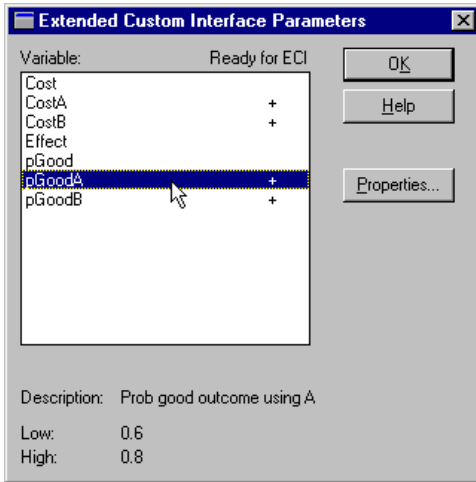 Extended Custom Interface Parameters
Variable: Ready for ECI
Cost
CostA +
CostB +
Effect
pGood
pGoodA +
pGoodB +
OK
Help
Properties...
Description: Prob good outcome using A
Low: 0.6
High: 0.8